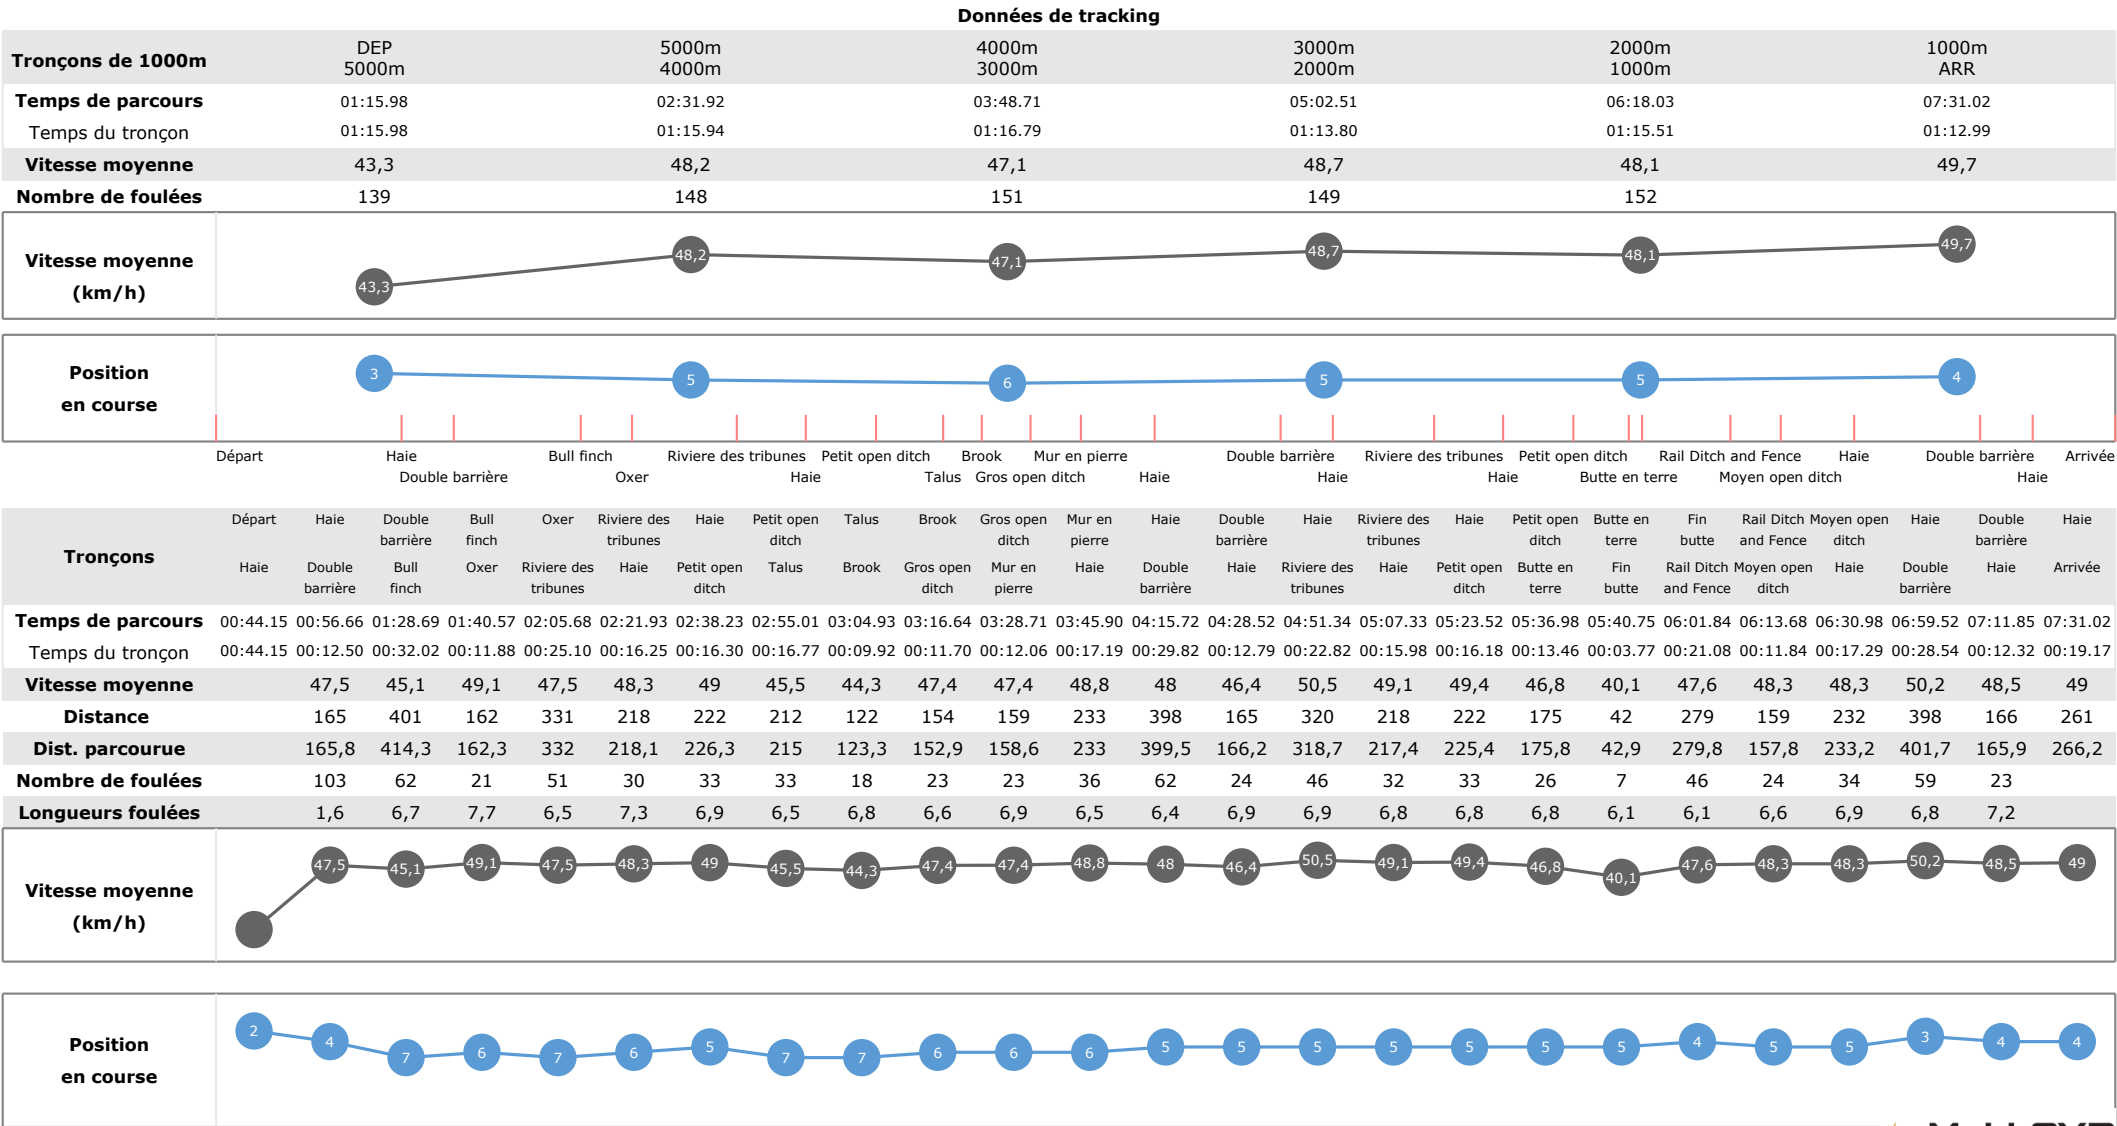 Données de tracking
Tronçons de 1000m DEP 5000m 4000m 3000m 2000m 1000m
5000m 4000m 3000m 2000m 1000m ARR
Temps de parcours 01:15.98 02:31.92 03:48.71 05:02.51 06:18.03 07:31.02
Temps du tronçon 01:15.98 01:15.94 01:16.79 01:13.80 01:15.51 01:12.99
Vitesse moyenne 43,3 48,2 47,1 48,7 48,1 49,7
Nombre de foulées 139 148 151 149 152
Vitesse moyenne
(km/h)
43,3 48,2 47,1 48,7 48,1 49,7
Position
en course
3 5 6 5 5 4
Départ Haie Bull finch Riviere des tribunes Petit open ditch Brook Mur en pierre Double barrière Riviere des tribunes Petit open ditch Rail Ditch and Fence Haie Double barrière Arrivée
Double barrière Oxer Haie Talus Gros open ditch Haie Haie Haie Butte en terre Moyen open ditch Haie
Tronçons
Départ Haie Double Bull Oxer Riviere des Haie Petit open Talus Brook Gros open Mur en Haie Double Haie Riviere des Haie Petit open Butte en Fin Rail Ditch Moyen open Haie Double Haie
barrière finch tribunes ditch ditch pierre barrière tribunes ditch terre butte and Fence ditch barrière
Haie Double Bull Oxer Riviere des Haie Petit open Talus Brook Gros open Mur en Haie Double Haie Riviere des Haie Petit open Butte en Fin Rail Ditch Moyen open Haie Double Haie Arrivée
barrière finch tribunes ditch ditch pierre barrière tribunes ditch terre butte and Fence ditch barrière
Temps de parcours 00:44.15 00:56.66 01:28.69 01:40.57 02:05.68 02:21.93 02:38.23 02:55.01 03:04.93 03:16.64 03:28.71 03:45.90 04:15.72 04:28.52 04:51.34 05:07.33 05:23.52 05:36.98 05:40.75 06:01.84 06:13.68 06:30.98 06:59.52 07:11.85 07:31.02
Temps du tronçon 00:44.15 00:12.50 00:32.02 00:11.88 00:25.10 00:16.25 00:16.30 00:16.77 00:09.92 00:11.70 00:12.06 00:17.19 00:29.82 00:12.79 00:22.82 00:15.98 00:16.18 00:13.46 00:03.77 00:21.08 00:11.84 00:17.29 00:28.54 00:12.32 00:19.17
Vitesse moyenne 47,5 45,1 49,1 47,5 48,3 49 45,5 44,3 47,4 47,4 48,8 48 46,4 50,5 49,1 49,4 46,8 40,1 47,6 48,3 48,3 50,2 48,5 49
Distance 165 401 162 331 218 222 212 122 154 159 233 398 165 320 218 222 175 42 279 159 232 398 166 261
Dist. parcourue 165,8 414,3 162,3 332 218,1 226,3 215 123,3 152,9 158,6 233 399,5 166,2 318,7 217,4 225,4 175,8 42,9 279,8 157,8 233,2 401,7 165,9 266,2
Nombre de foulées 103 62 21 51 30 33 33 18 23 23 36 62 24 46 32 33 26 7 46 24 34 59 23
Longueurs foulées 1,6 6,7 7,7 6,5 7,3 6,9 6,5 6,8 6,6 6,9 6,5 6,4 6,9 6,9 6,8 6,8 6,8 6,1 6,1 6,6 6,9 6,8 7,2
Vitesse moyenne
(km/h)
47,5 45,1 49,1 47,5 48,3 49 45,5 44,3 47,4 47,4 48,8 48 46,4 50,5 49,1 49,4 46,8 40,1 47,6 48,3 48,3 50,2 48,5 49
Position
en course
2 4 7 6 7 6 5 7 7 6 6 6 5 5 5 5 5 5 5 4 5 5 3 4 4